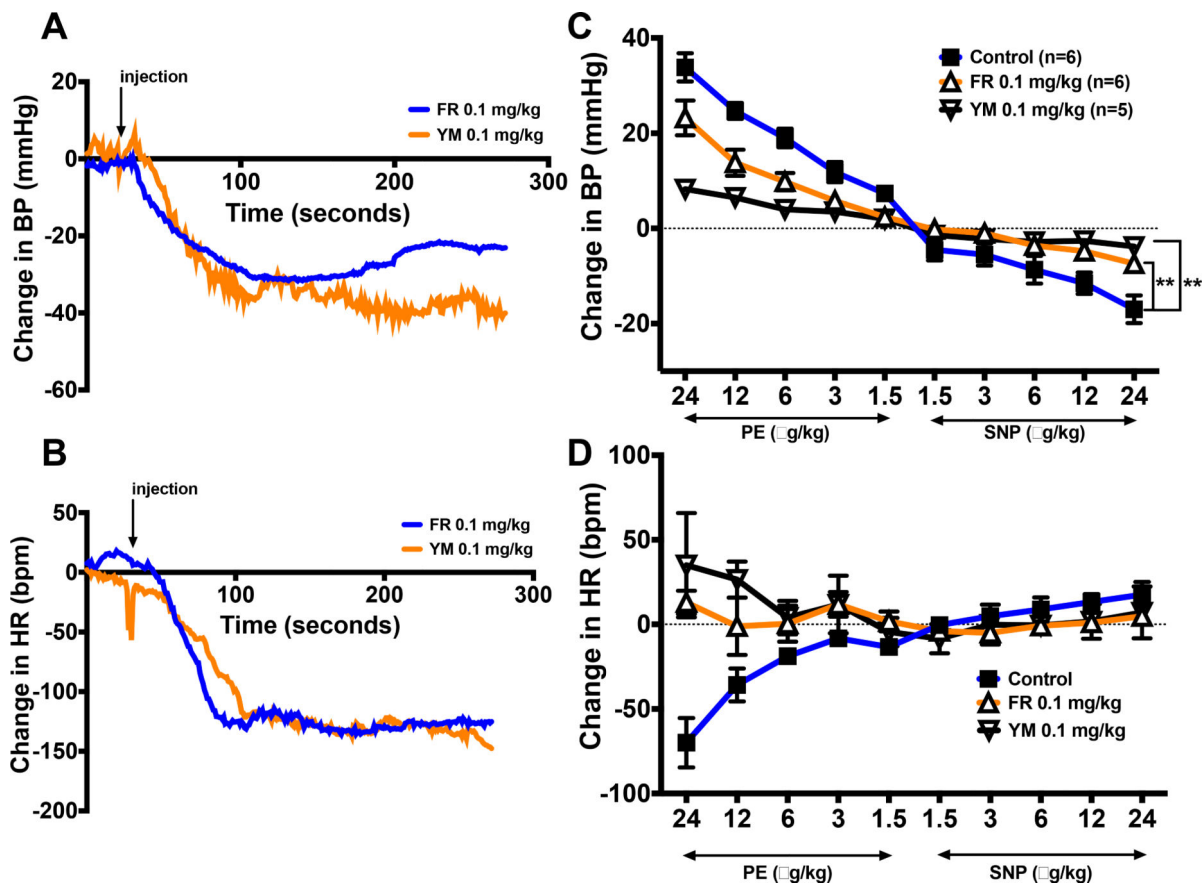 A
Change in BP (mmHg)
20
0
-20
-40
-60
injection
FR 0.1 mg/kg
YM 0.1 mg/kg
100
200
300
Time (seconds)
B
Change in HR (bpm)
50
0
-50
-100
-150
-200
injection
FR 0.1 mg/kg
YM 0.1 mg/kg
100
200
300
Time (seconds)
C
Change in BP (mmHg)
40
20
0
-20
Control (n=6)
FR 0.1 mg/kg (n=6)
YM 0.1 mg/kg (n=5)
** **
24 12 6 3 1.5 1.5 3 6 12 24
PE (□g/kg) SNP (□g/kg)
D
Change in HR (bpm)
100
50
0
-50
-100
Control
FR 0.1 mg/kg
YM 0.1 mg/kg
24 12 6 3 1.5 1.5 3 6 12 24
PE (□g/kg) SNP (□g/kg)